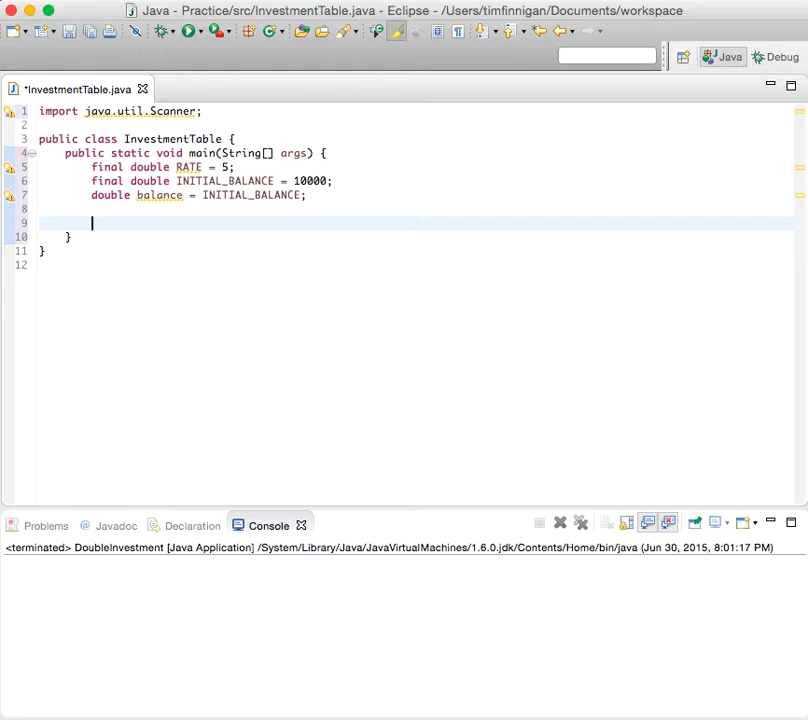 Java - Practice/src/InvestmentTable.java - Eclipse - /Users/timfinnigan/Documents/workspace
Java Debug
*InvestmentTable.java
1 import java.util.Scanner;
2
3 public class InvestmentTable {
4 public static void main(String[] args) {
5 final double RATE = 5;
6 final double INITIAL_BALANCE = 10000;
7 double balance = INITIAL_BALANCE;
8
9
10 }
11 }
12
Problems @ Javadoc Declaration Console
<terminated> DoubleInvestment [Java Application] /System/Library/Java/JavaVirtualMachines/1.6.0.jdk/Contents/Home/bin/java (Jun 30, 2015, 8:01:17 PM)